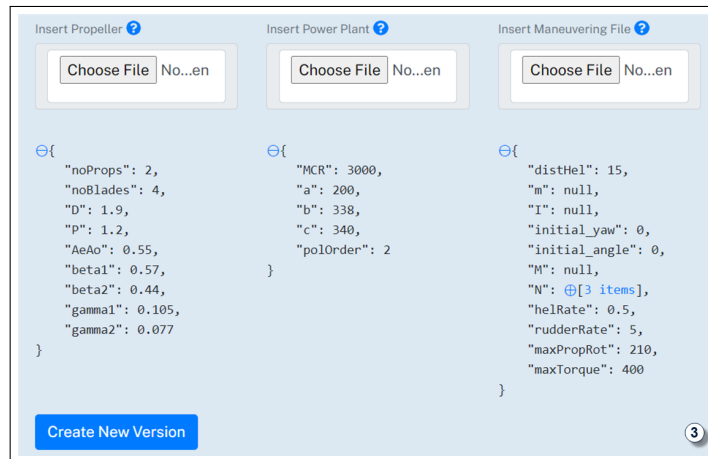 Insert Propeller ?
Choose File No...en
{
"noProps": 2,
"noBlades": 4,
"D": 1.9,
"P": 1.2,
"AeAo": 0.55,
"beta1": 0.57,
"beta2": 0.44,
"gamma1": 0.105,
"gamma2": 0.077
}
Insert Power Plant ?
Choose File No...en
{
"MCR": 3000,
"a": 200,
"b": 338,
"c": 340,
"polOrder": 2
}
Insert Maneuvering File ?
Choose File No...en
{
"distHel": 15,
"m": null,
"I": null,
"initial_yaw": 0,
"initial_angle": 0,
"M": null,
"N": [3 items],
"helRate": 0.5,
"rudderRate": 5,
"maxPropRot": 210,
"maxTorque": 400
}
Create New Version
3